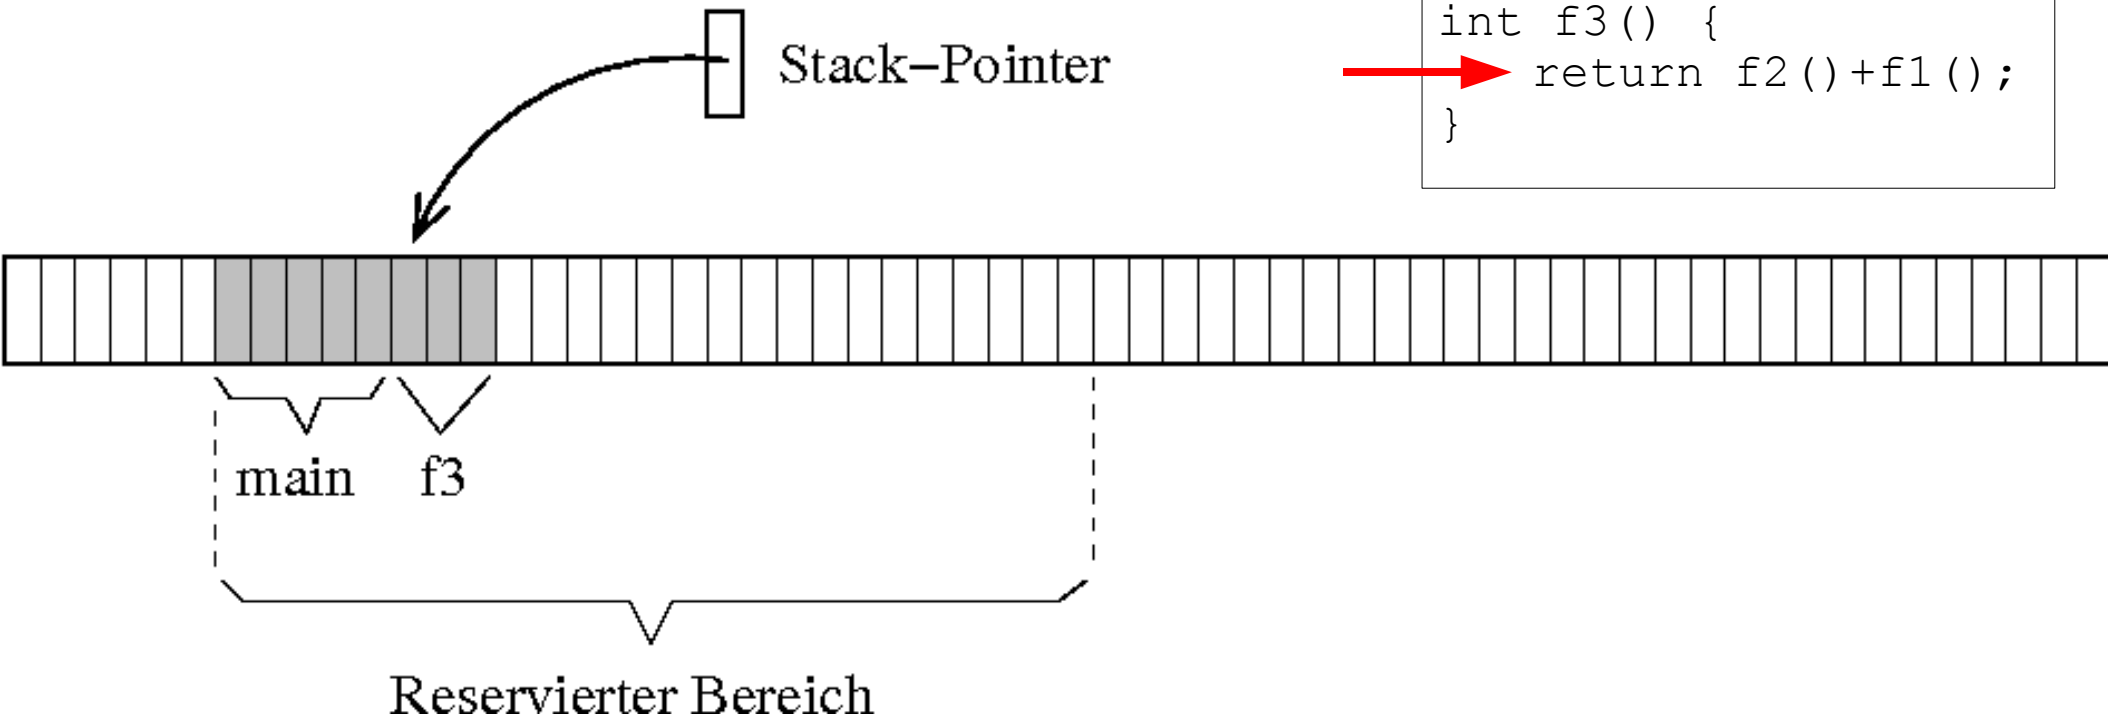 int f3() {
Stack-Pointer
return f2()+f1();
}
main
f3
Reservierter Bereich